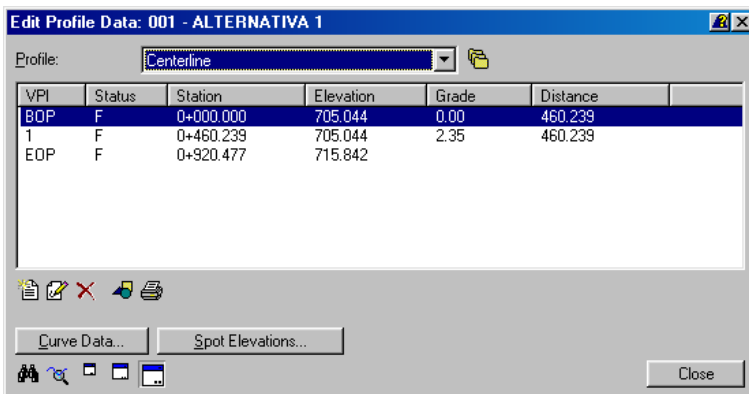 Edit Profile Data: 001 - ALTERNATIVA 1
Profile: Centerline
VPI Status Station Elevation Grade Distance
BOP F 0+000.000 705.044 0.00 460.239
1 F 0+460.239 705.044 2.35 460.239
EOP F 0+920.477 715.842
Curve Data... Spot Elevations...
Close